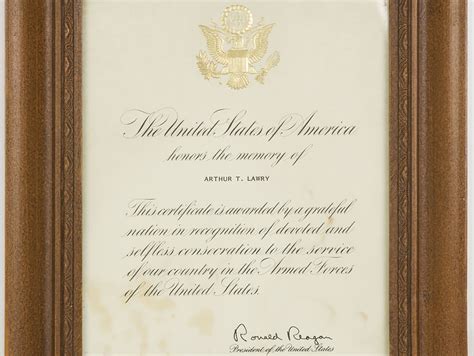 The United States of America
honors the memory of
ARTHUR T. LAWRY
This certificate is awarded by a grateful
nation in recognition of devoted and
selfless consecration to the service
of our country in the Armed Forces
of the United States.
Ronald Reagan
President of the United States